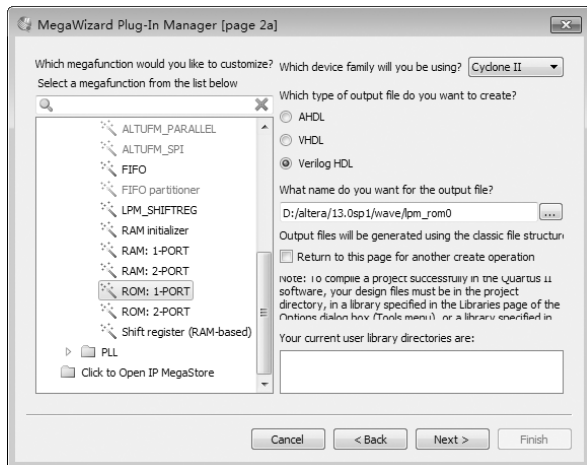 MegaWizard Plug-In Manager [page 2a]
Which megafunction would you like to customize?
Select a megafunction from the list below
ALTUFM_PARALLEL
ALTUFM_SPI
FIFO
FIFO partitioner
LPM_SHIFTREG
RAM initializer
RAM: 1-PORT
RAM: 2-PORT
ROM: 1-PORT
ROM: 2-PORT
Shift register (RAM-based)
PLL
Click to Open IP MegaStore
Which device family will you be using?
Cyclone II
Which type of output file do you want to create?
AHDL
VHDL
Verilog HDL
What name do you want for the output file?
D:/altera/13.0sp1/wave/lpm_rom0
...
Output files will be generated using the classic file structure
Return to this page for another create operation
Note: To compile a project successfully in the Quartus II
software, your design files must be in the project
directory, in a library specified in the Libraries page of the
Options dialog box (Tools menu), or a library specified in
Your current user library directories are:
Cancel
< Back
Next >
Finish